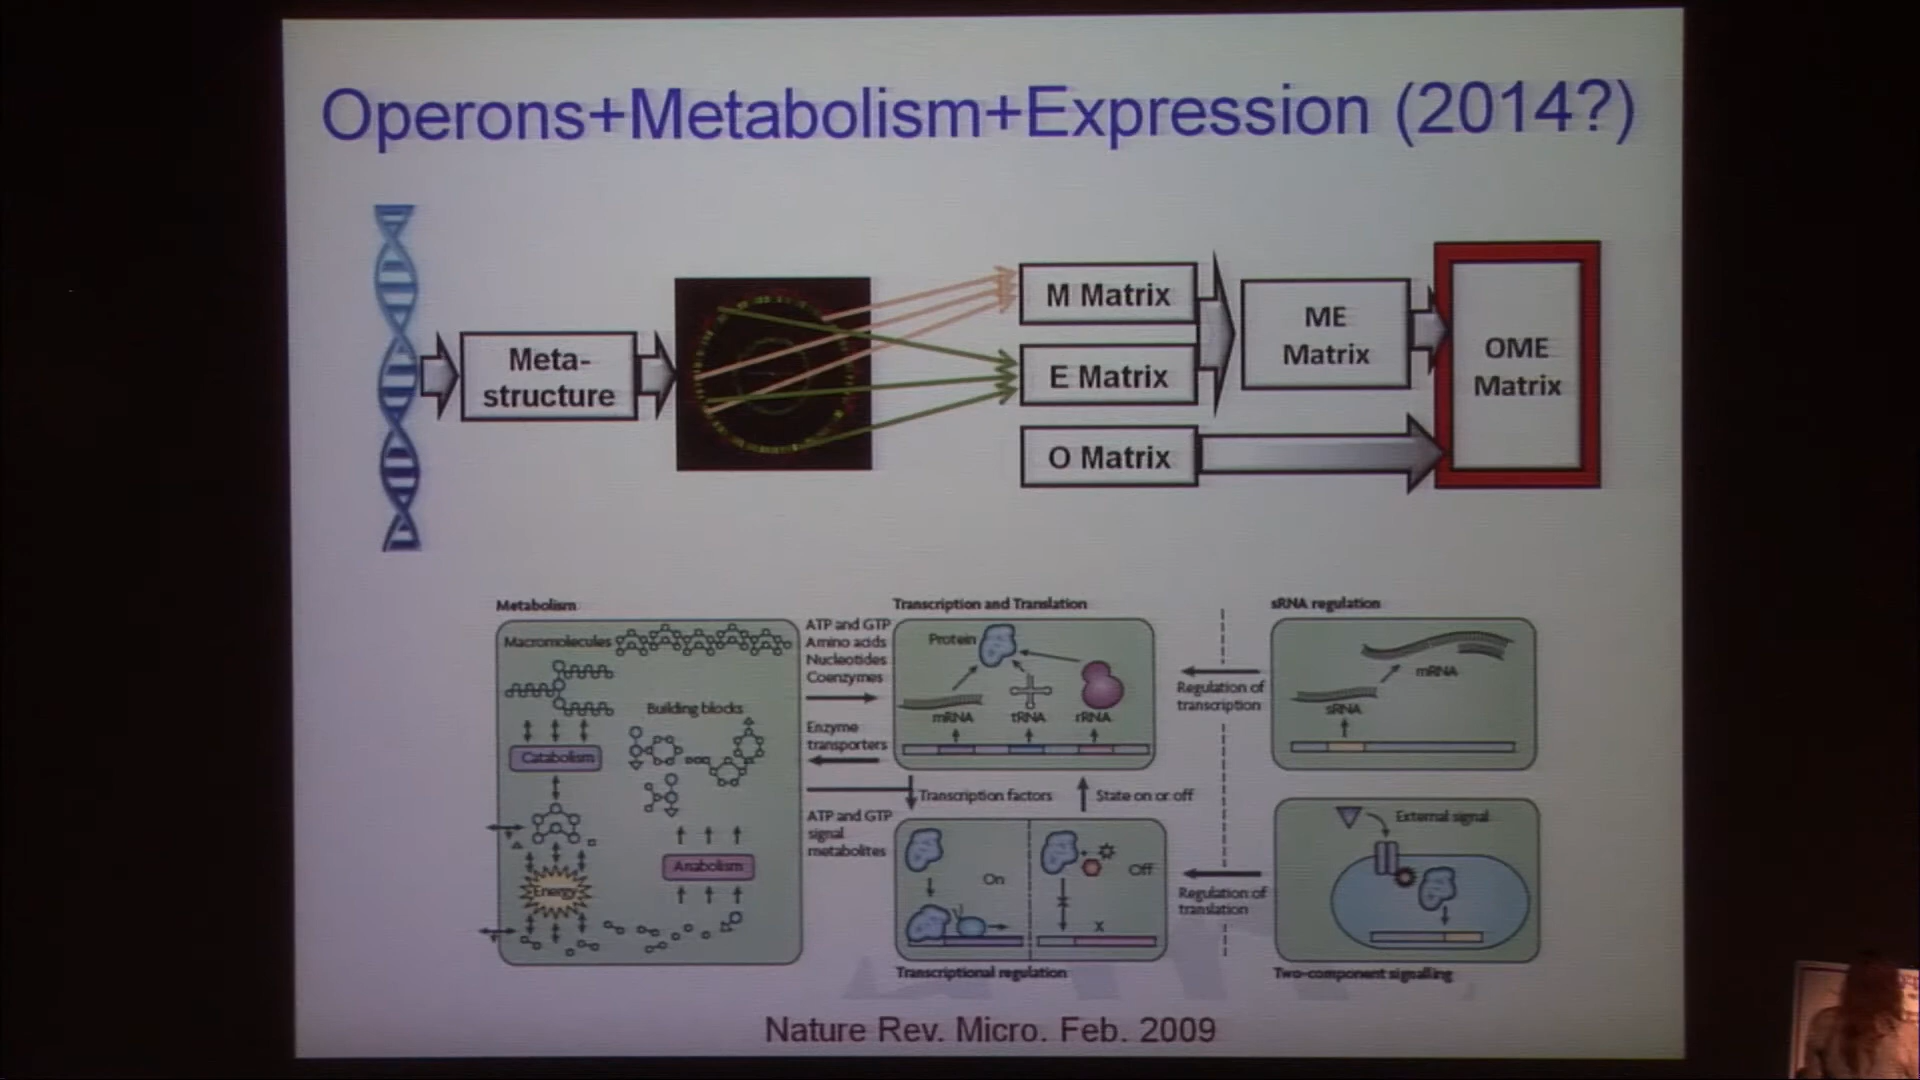 Operons+Metabolism+Expression (2014?)
Meta-
structure
M Matrix
E Matrix
O Matrix
ME
Matrix
OME
Matrix
Metabolism
Macromolecules
Building blocks
Catabolism
Anabolism
Energy
ATP and GTP
Amino acids
Nucleotides
Coenzymes
Enzyme
transporters
ATP and GTP
signal
metabolites
Transcription and Translation
Protein
mRNA
tRNA
rRNA
Transcription factors
State on or off
On
Off
X
Transcriptional regulation
Regulation of
transcription
Regulation of
translation
sRNA regulation
mRNA
sRNA
External signal
Two-component signalling
Nature Rev. Micro. Feb. 2009